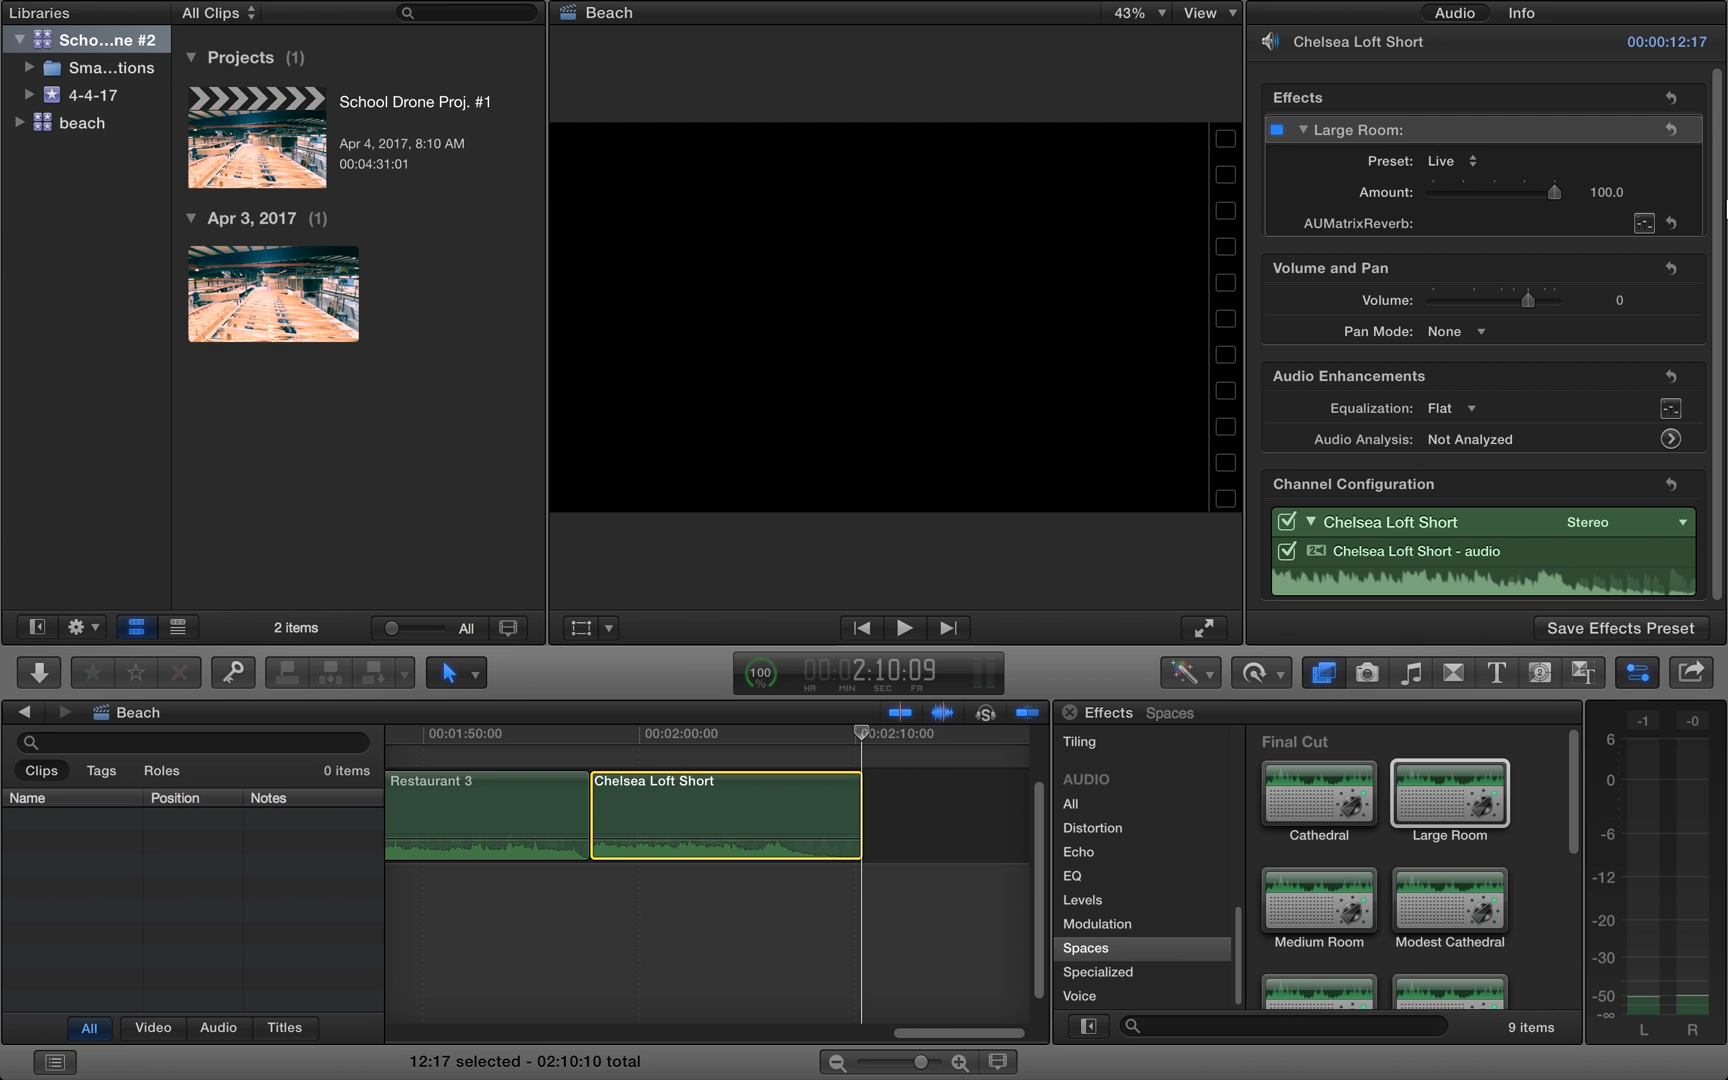 Libraries
All Clips
Beach
43%
View
Audio
Info
Scho...ne #2
Sma...tions
4-4-17
beach
Projects (1)
School Drone Proj. #1
Apr 4, 2017, 8:10 AM
00:04:31:01
Apr 3, 2017 (1)
Chelsea Loft Short
00:00:12:17
Effects
Large Room:
Preset: Live
Amount: 100.0
AUMatrixReverb:
Volume and Pan
Volume: 0
Pan Mode: None
Audio Enhancements
Equalization: Flat
Audio Analysis: Not Analyzed
Channel Configuration
Chelsea Loft Short
Stereo
Chelsea Loft Short - audio
2 items
All
Save Effects Preset
100
%
00:02:10:09
HR MIN SEC FR
Beach
Clips
Tags
Roles
0 items
Name
Position
Notes
All
Video
Audio
Titles
00:01:50:00
00:02:00:00
00:02:10:00
Restaurant 3
Chelsea Loft Short
Effects
Spaces
Tiling
AUDIO
All
Distortion
Echo
EQ
Levels
Modulation
Spaces
Specialized
Voice
Final Cut
Cathedral
Large Room
Medium Room
Modest Cathedral
9 items
-1
-0
6
0
-6
-12
-20
-30
-50
-∞
L
R
12:17 selected - 02:10:10 total